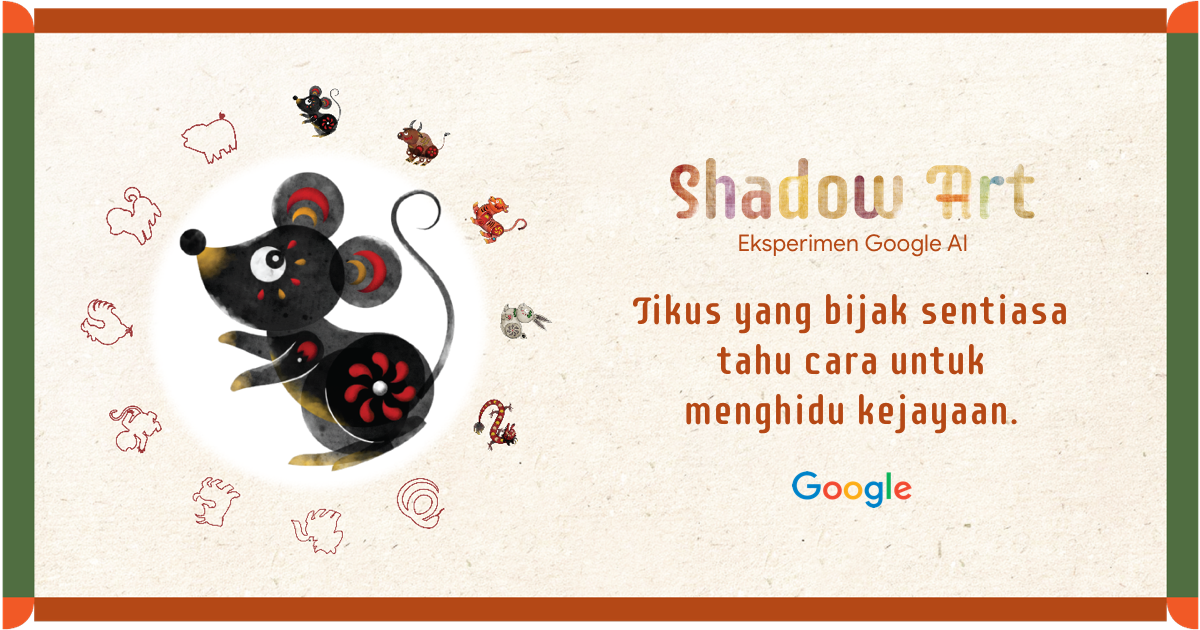 Shadow Art
Eksperimen Google AI
Tikus yang bijak sentiasa
tahu cara untuk
menghidu kejayaan.
Google